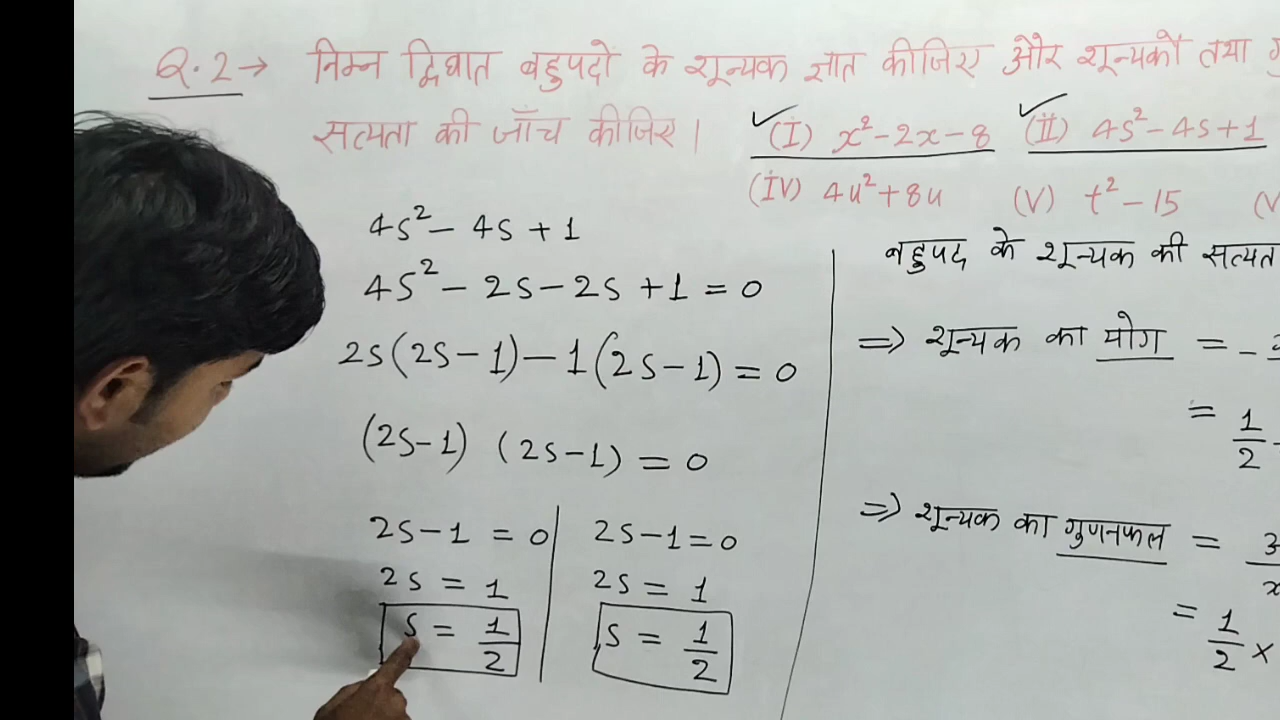 Q.2→ निम्न द्विघात बहुपदो के शून्यक ज्ञात कीजिए और शून्यकों तथा
सत्यता की जाँच कीजिए। (I) x²-2x-8 (II) 4s²-4s+1
(IV) 4u²+8u (V) t²-15
4s²-4s+1
4s²-2s-2s+1=0
2s(2s-1)-1(2s-1)=0
(2s-1) (2s-1)=0
2s-1=0
2s=1
s=1/2
2s-1=0
2s=1
s=1/2
बहुपद के शून्यक की सत्यत
⇒ शून्यक का योग = -
= 1/2
⇒ शून्यक का गुणनफल =
= 1/2 ×